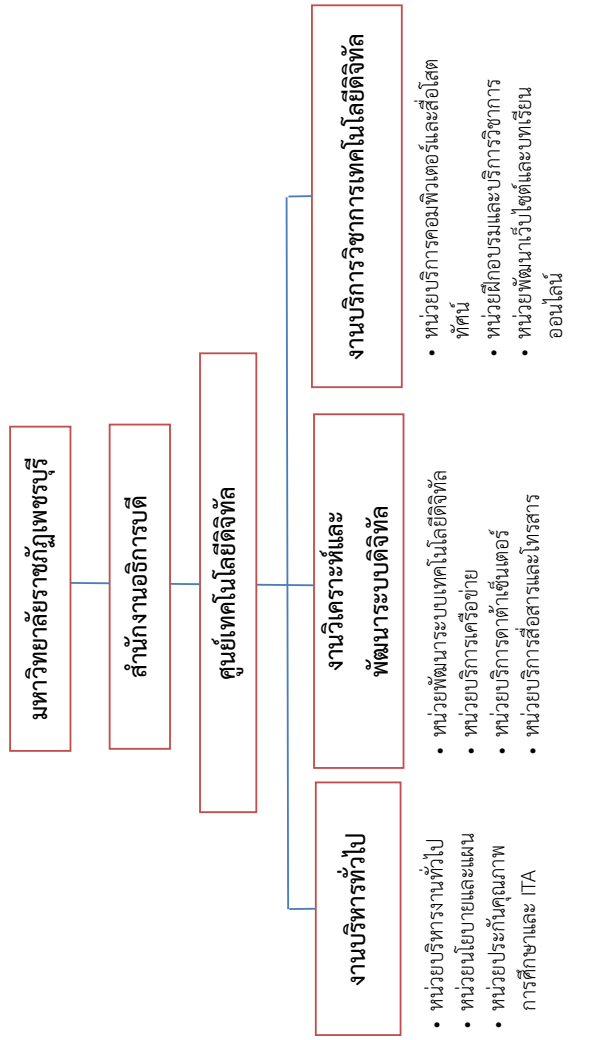 มหาวิทยาลัยราชภัฏเพชรบุรี
สำนักงานอธิการบดี
ศูนย์เทคโนโลยีดิจิทัล
งานบริหารทั่วไป
• หน่วยบริหารงานทั่วไป
• หน่วยนโยบายและแผน
• หน่วยประกันคุณภาพ
การศึกษาและ ITA
งานวิเคราะห์และ
พัฒนาระบบดิจิทัล
• หน่วยพัฒนาระบบเทคโนโลยีดิจิทัล
• หน่วยบริการเครือข่าย
• หน่วยบริการดาต้าเซ็นเตอร์
• หน่วยบริการสื่อสารและโทรสาร
งานบริการวิชาการเทคโนโลยีดิจิทัล
• หน่วยบริการคอมพิวเตอร์และสื่อโสต
ทัศน์
• หน่วยฝึกอบรมและบริการวิชาการ
• หน่วยพัฒนาเว็บไซต์และบทเรียน
ออนไลน์